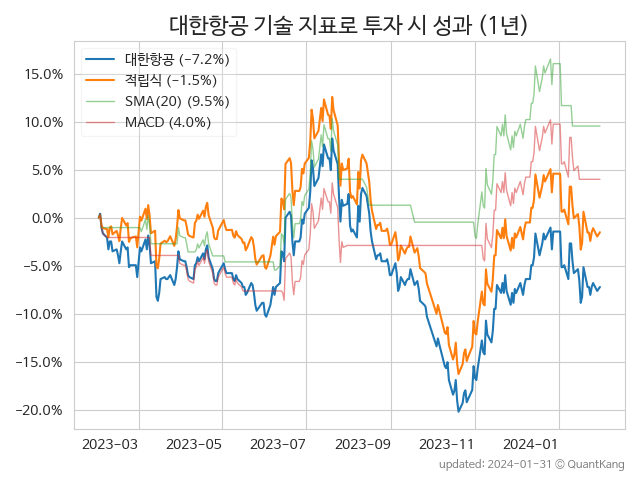 대한항공 기술 지표로 투자 시 성과 (1년)
대한항공 (−7.2%)
적립식 (−1.5%)
SMA(20) (9.5%)
MACD (4.0%)
15.0%
10.0%
5.0%
0.0%
−5.0%
−10.0%
−15.0%
−20.0%
2023-03 2023-05 2023-07 2023-09 2023-11 2024-01
updated: 2024-01-31 ⓒ QuantKang